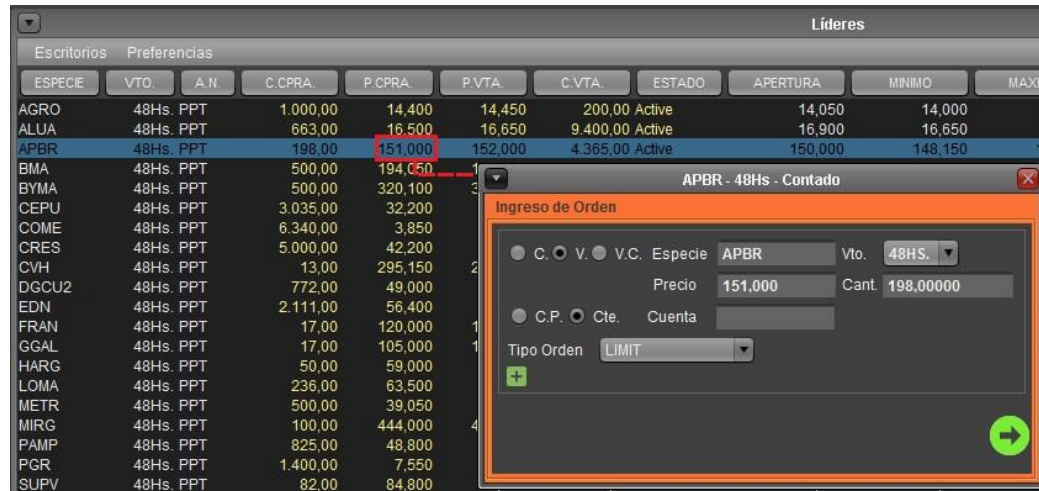 Líderes
Escritorios Preferencias
ESPECIE VTO. A.N. C.CPRA. P.CPRA. P.VTA. C.VTA. ESTADO APERTURA MINIMO
AGRO 48Hs. PPT 1.000,00 14,400 14,450 200,00 Active 14,050 14,000
ALUA 48Hs. PPT 663,00 16,500 16,650 9.400,00 Active 16,900 16,650
APBR 48Hs. PPT 198,00 151,000 152,000 4.365,00 Active 150,000 148,150
BMA 48Hs. PPT 500,00 194,050
BYMA 48Hs. PPT 500,00 320,100
CEPU 48Hs. PPT 3.035,00 32,200
COME 48Hs. PPT 6.340,00 3,850
CRES 48Hs. PPT 5.000,00 42,200
CVH 48Hs. PPT 13,00 295,150
DGCU2 48Hs. PPT 772,00 49,000
EDN 48Hs. PPT 2.111,00 56,400
FRAN 48Hs. PPT 17,00 120,000
GGAL 48Hs. PPT 17,00 105,000
HARG 48Hs. PPT 50,00 59,000
LOMA 48Hs. PPT 236,00 63,500
METR 48Hs. PPT 500,00 39,050
MIRG 48Hs. PPT 100,00 444,000
PAMP 48Hs. PPT 825,00 48,800
PGR 48Hs. PPT 1.400,00 7,550
SUPV 48Hs. PPT 82,00 84,800
APBR - 48Hs - Contado
Ingreso de Orden
C. V. V.C. Especie APBR Vto. 48HS.
Precio 151,000 Cant. 198,00000
C.P. Cte. Cuenta
Tipo Orden LIMIT